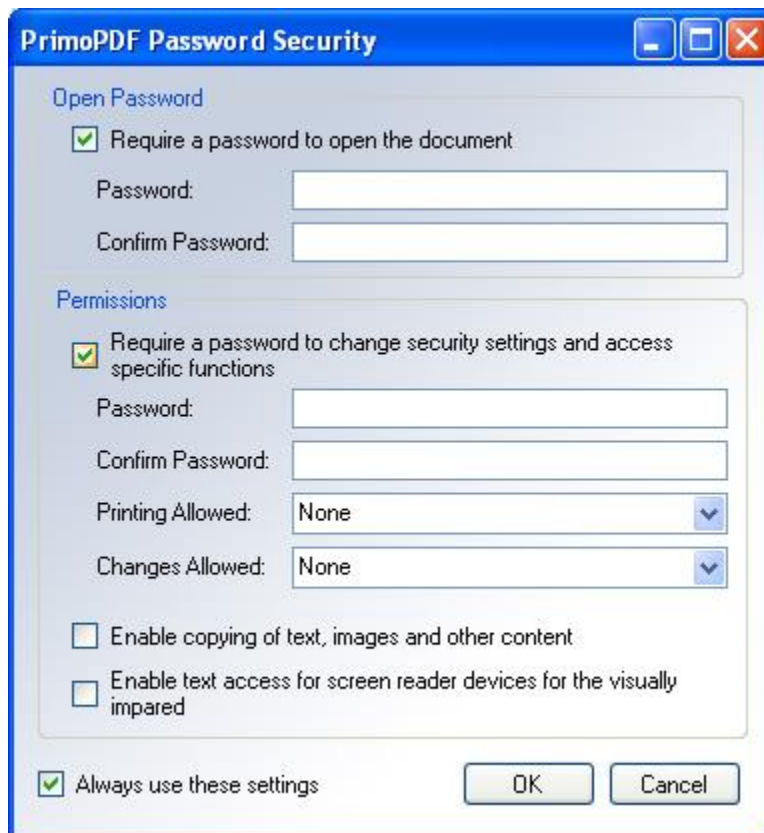 PrimoPDF Password Security
Open Password
Require a password to open the document
Password:
Confirm Password:
Permissions
Require a password to change security settings and access
specific functions
Password:
Confirm Password:
Printing Allowed: None
Changes Allowed: None
Enable copying of text, images and other content
Enable text access for screen reader devices for the visually
impared
Always use these settings OK Cancel